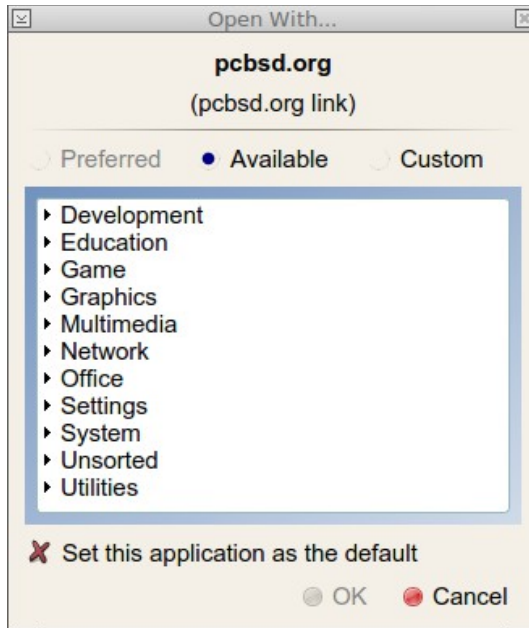 Open With...
pcbsd.org
(pcbsd.org link)
Preferred Available Custom
Development
Education
Game
Graphics
Multimedia
Network
Office
Settings
System
Unsorted
Utilities
Set this application as the default
OK Cancel